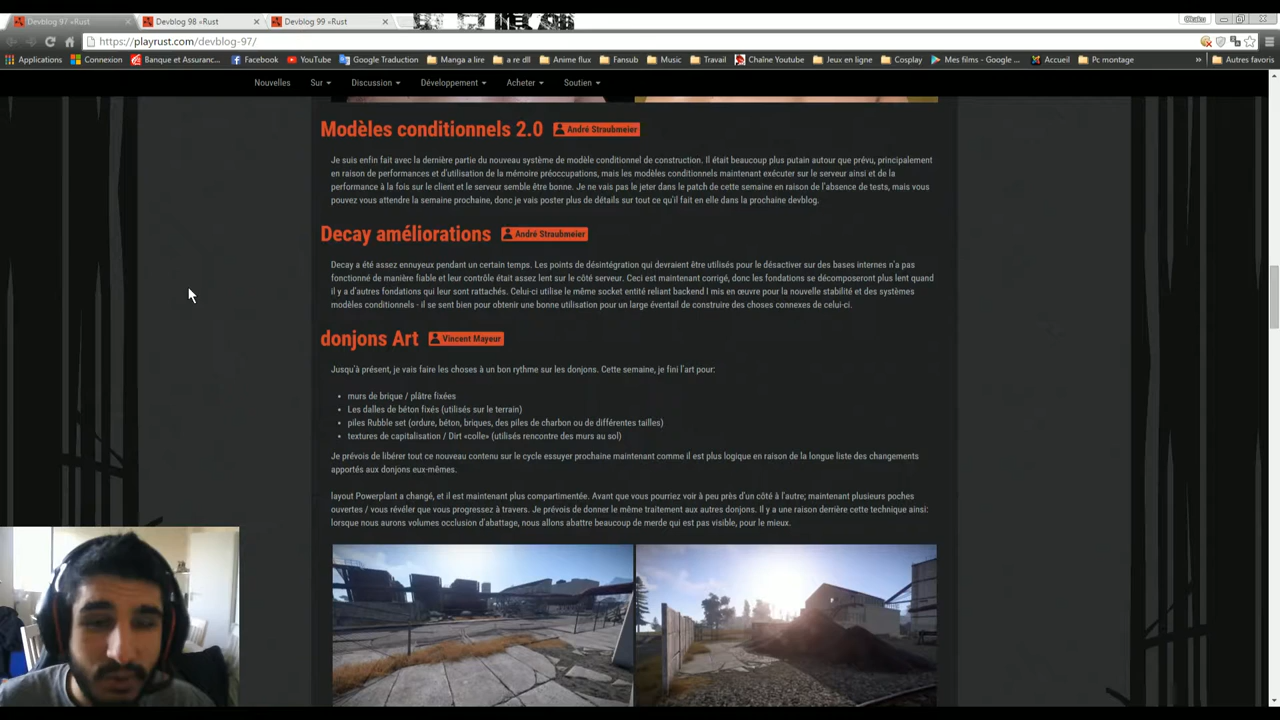 Devblog 97 «Rust
Devblog 98 «Rust
Devblog 99 «Rust
Otaku
https://playrust.com/devblog-97/
Applications
Connexion
Banque et Assuranc...
Facebook
YouTube
Google Traduction
Manga a lire
a re dl
Anime flux
Fansub
Music
Travail
Chaîne Youtube
Jeux en ligne
Cosplay
Mes films - Google ...
Accueil
Pc montage
»
Autres favoris
Nouvelles
Sur
Discussion
Développement
Acheter
Soutien
Modèles conditionnels 2.0 André Straubmeier
Je suis enfin fait avec la dernière partie du nouveau système de modèle conditionnel de construction. Il était beaucoup plus putain autour que prévu, principalement
en raison de performances et d'utilisation de la mémoire préoccupations, mais les modèles conditionnels maintenant exécuter sur le serveur ainsi et de la
performance à la fois sur le client et le serveur semble être bonne. Je ne vais pas le jeter dans le patch de cette semaine en raison de l'absence de tests, mais vous
pouvez vous attendre la semaine prochaine, donc je vais poster plus de détails sur tout ce qu'il fait en elle dans la prochaine devblog.
Decay améliorations André Straubmeier
Decay a été assez ennuyeux pendant un certain temps. Les points de désintégration qui devraient être utilisés pour le désactiver sur des bases internes n'a pas
fonctionné de manière fiable et leur contrôle était assez lent sur le côté serveur. Ceci est maintenant corrigé, donc les fondations se décomposeront plus lent quand
il y a d'autres fondations qui leur sont rattachés. Celui-ci utilise le même socket entité reliant backend I mis en œuvre pour la nouvelle stabilité et des systèmes
modèles conditionnels - il se sent bien pour obtenir une bonne utilisation pour un large éventail de construire des choses connexes de celui-ci.
donjons Art Vincent Mayeur
Jusqu'à présent, je vais faire les choses à un bon rythme sur les donjons. Cette semaine, je fini l'art pour:
• murs de brique / plâtre fixées
• Les dalles de béton fixés (utilisés sur le terrain)
• piles Rubble set (ordure, béton, briques, des piles de charbon ou de différentes tailles)
• textures de capitalisation / Dirt «colle» (utilisés rencontre des murs au sol)
Je prévois de libérer tout ce nouveau contenu sur le cycle essuyer prochaine maintenant comme il est plus logique en raison de la longue liste des changements
apportés aux donjons eux-mêmes.
layout Powerplant a changé, et il est maintenant plus compartimentée. Avant que vous pourriez voir à peu près d'un côté à l'autre; maintenant plusieurs poches
ouvertes / vous révéler que vous progressez à travers. Je prévois de donner le même traitement aux autres donjons. Il y a une raison derrière cette technique ainsi:
lorsque nous aurons volumes occlusion d'abattage, nous allons abattre beaucoup de merde qui est pas visible, pour le mieux.